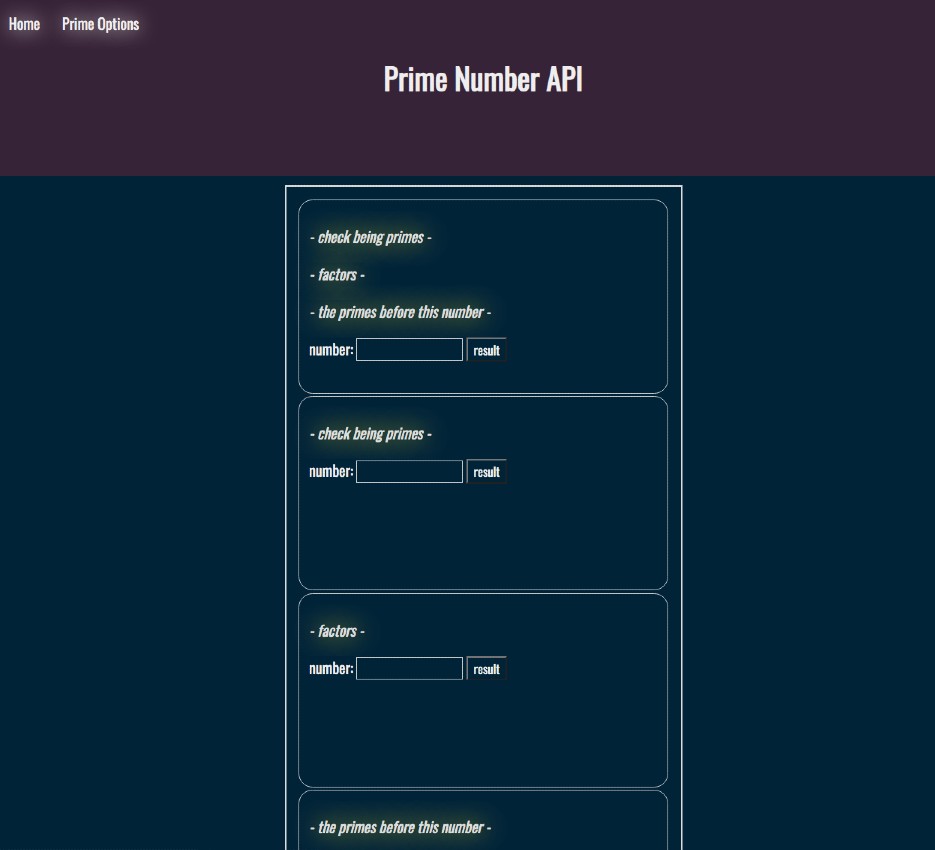 Home Prime Options
Prime Number API
- check being primes -
- factors -
- the primes before this number -
number: result
- check being primes -
number: result
- factors -
number: result
- the primes before this number -